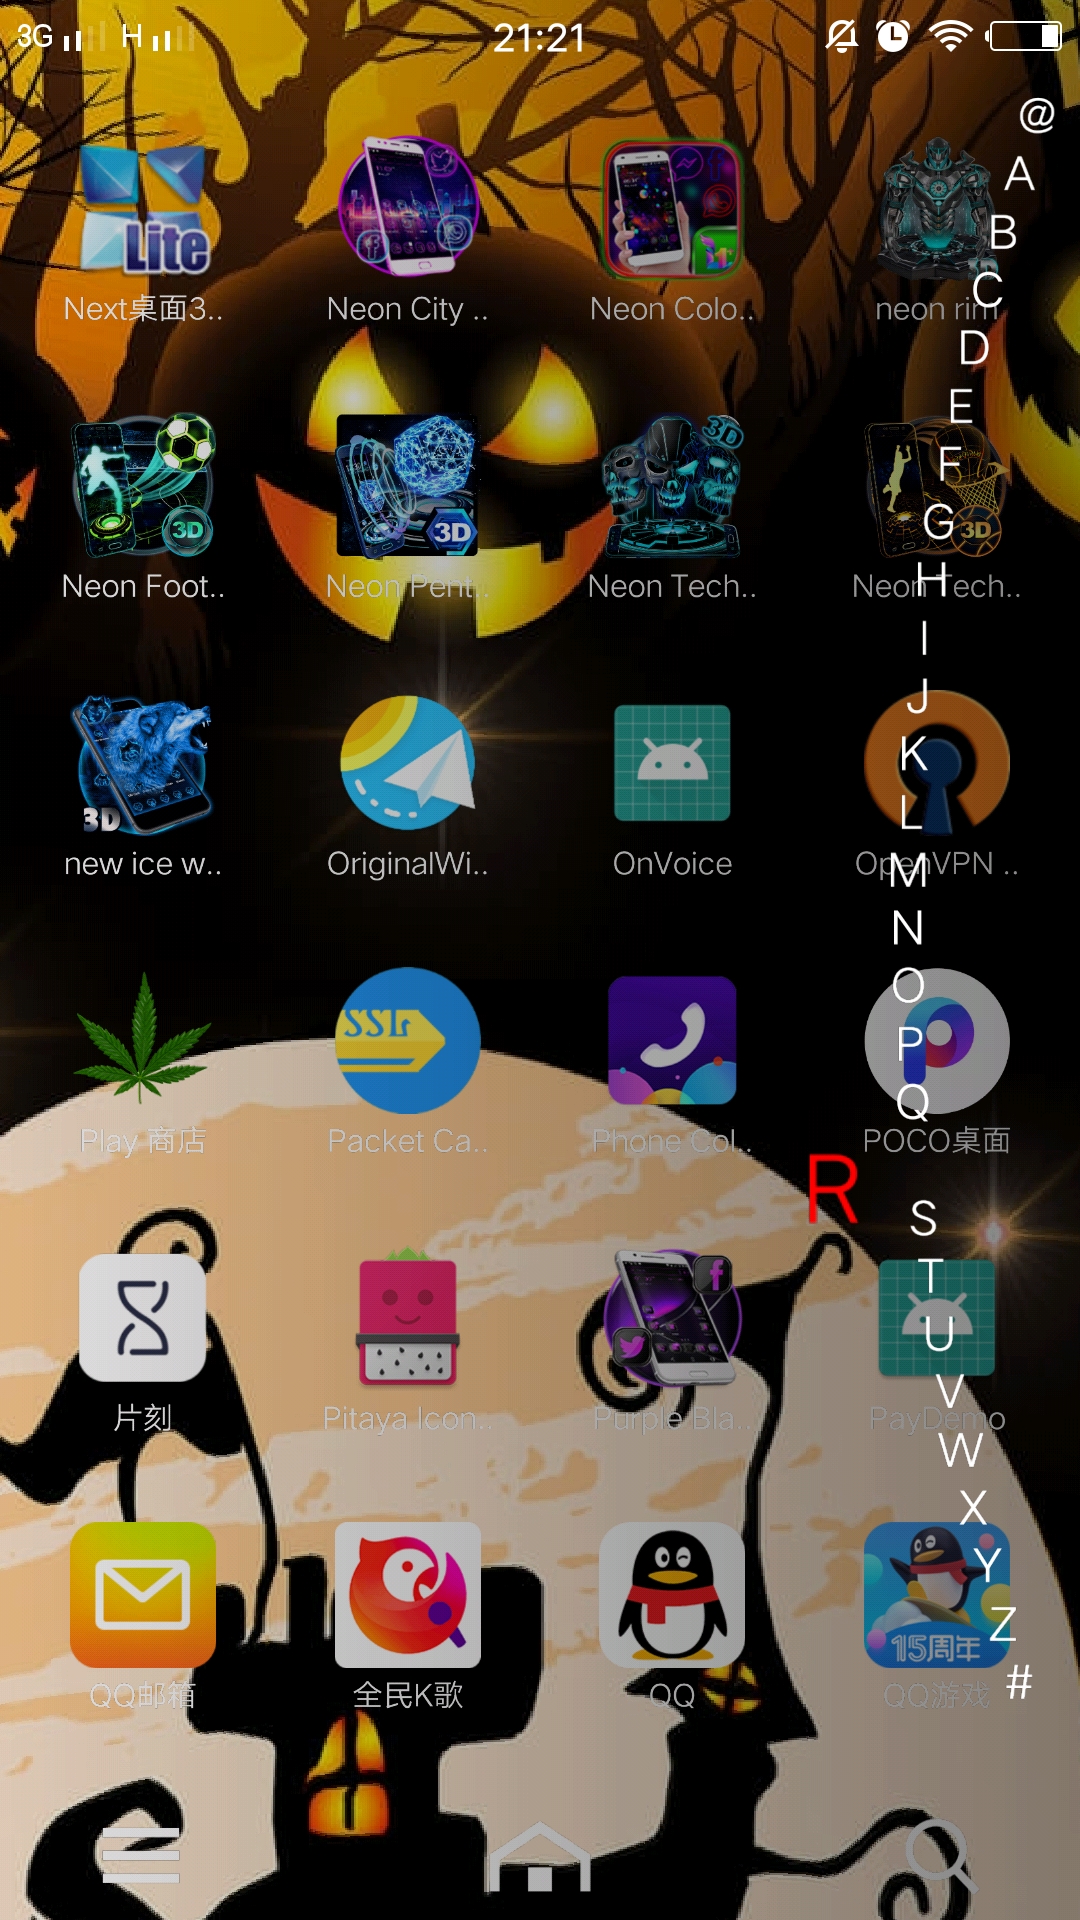 3G H 21:21
@
A
B
C
D
E
F
G
H
I
J
K
L
M
N
O
P
Q
R
S
T
U
V
W
X
Y
Z
#
Lite
Next桌面3.. Neon City .. Neon Colo.. neon rim
3D 3D 3D 3D
Neon Foot.. Neon Pent.. Neon Tech.. Neon Tech..
3D
new ice w.. OriginalWi.. OnVoice OpenVPN ..
SSL
Play 商店 Packet Ca.. Phone Col.. POCO桌面
片刻 Pitaya Icon.. Purple Bla.. PayDemo
15周年
QQ邮箱 全民K歌 QQ QQ游戏